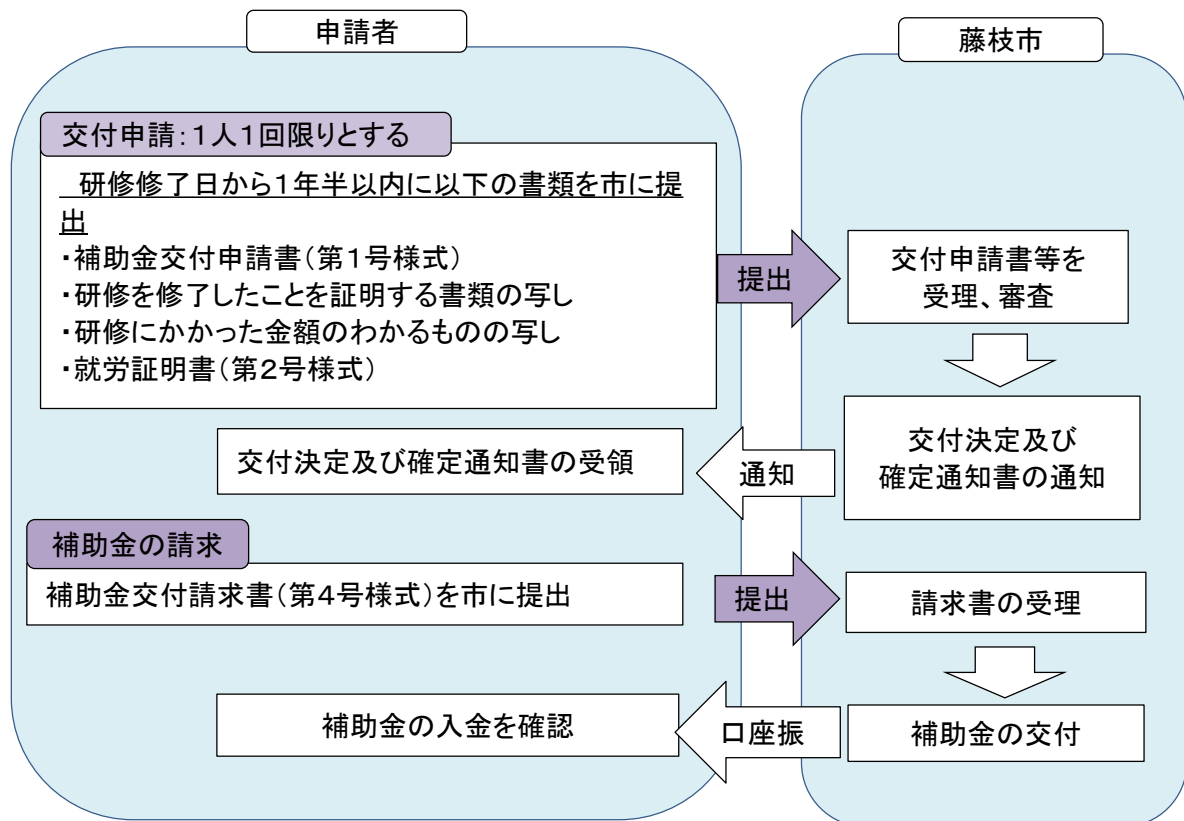 申請者
藤枝市
交付申請：１人１回限りとする
研修修了日から１年半以内に以下の書類を市に提
出
・補助金交付申請書（第１号様式）
・研修を修了したことを証明する書類の写し
・研修にかかった金額のわかるものの写し
・就労証明書（第２号様式）
提出
交付申請書等を
受理、審査
交付決定及び
確定通知書の通知
通知
交付決定及び確定通知書の受領
補助金の請求
補助金交付請求書（第４号様式）を市に提出
提出
請求書の受理
補助金の交付
口座振
補助金の入金を確認